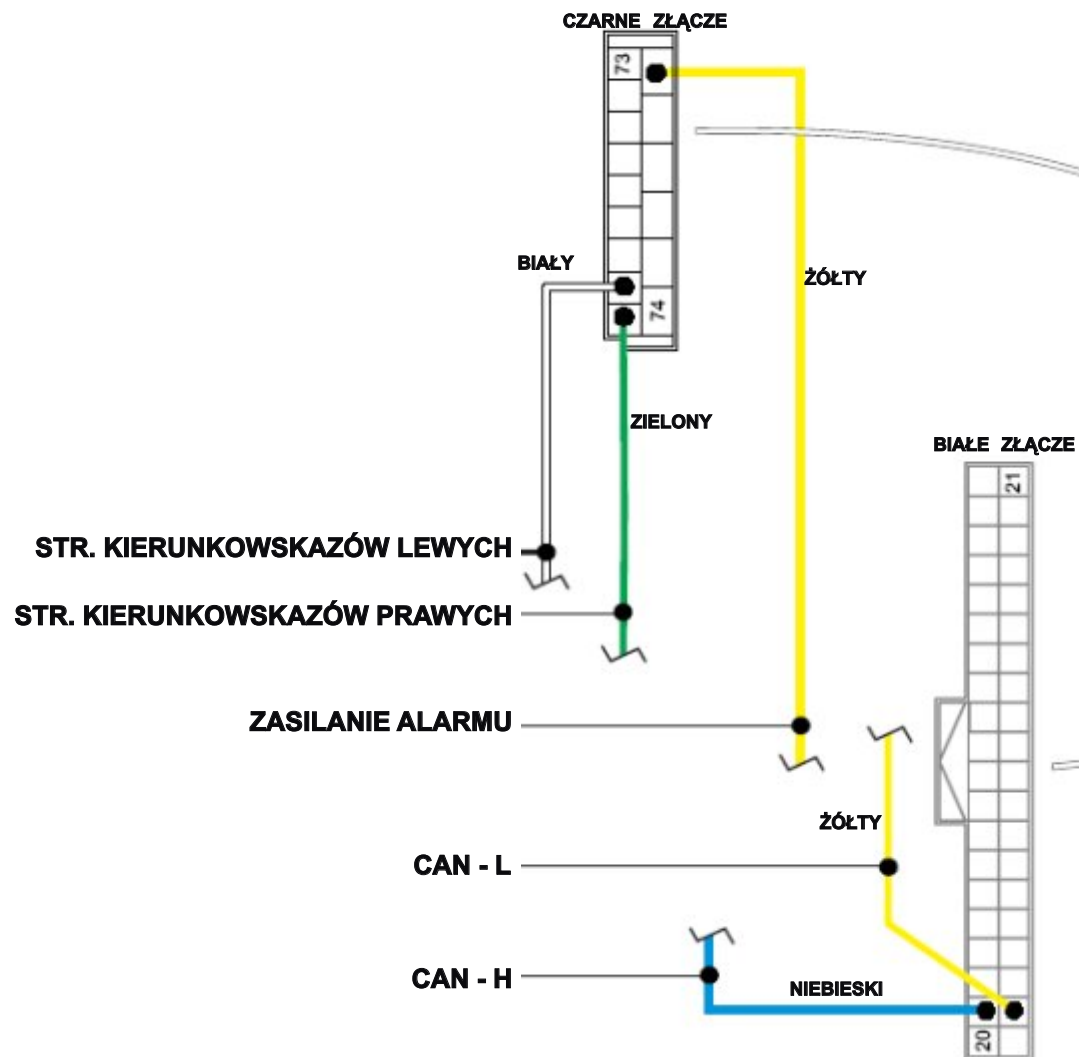 CZARNE ZŁĄCZE
73
BIAŁY
ŻÓŁTY
74
ZIELONY
BIAŁE ZŁĄCZE
21
STR. KIERUNKOWSKAZÓW LEWYCH
STR. KIERUNKOWSKAZÓW PRAWYCH
ZASILANIE ALARMU
ŻÓŁTY
CAN - L
CAN - H
NIEBIESKI
20